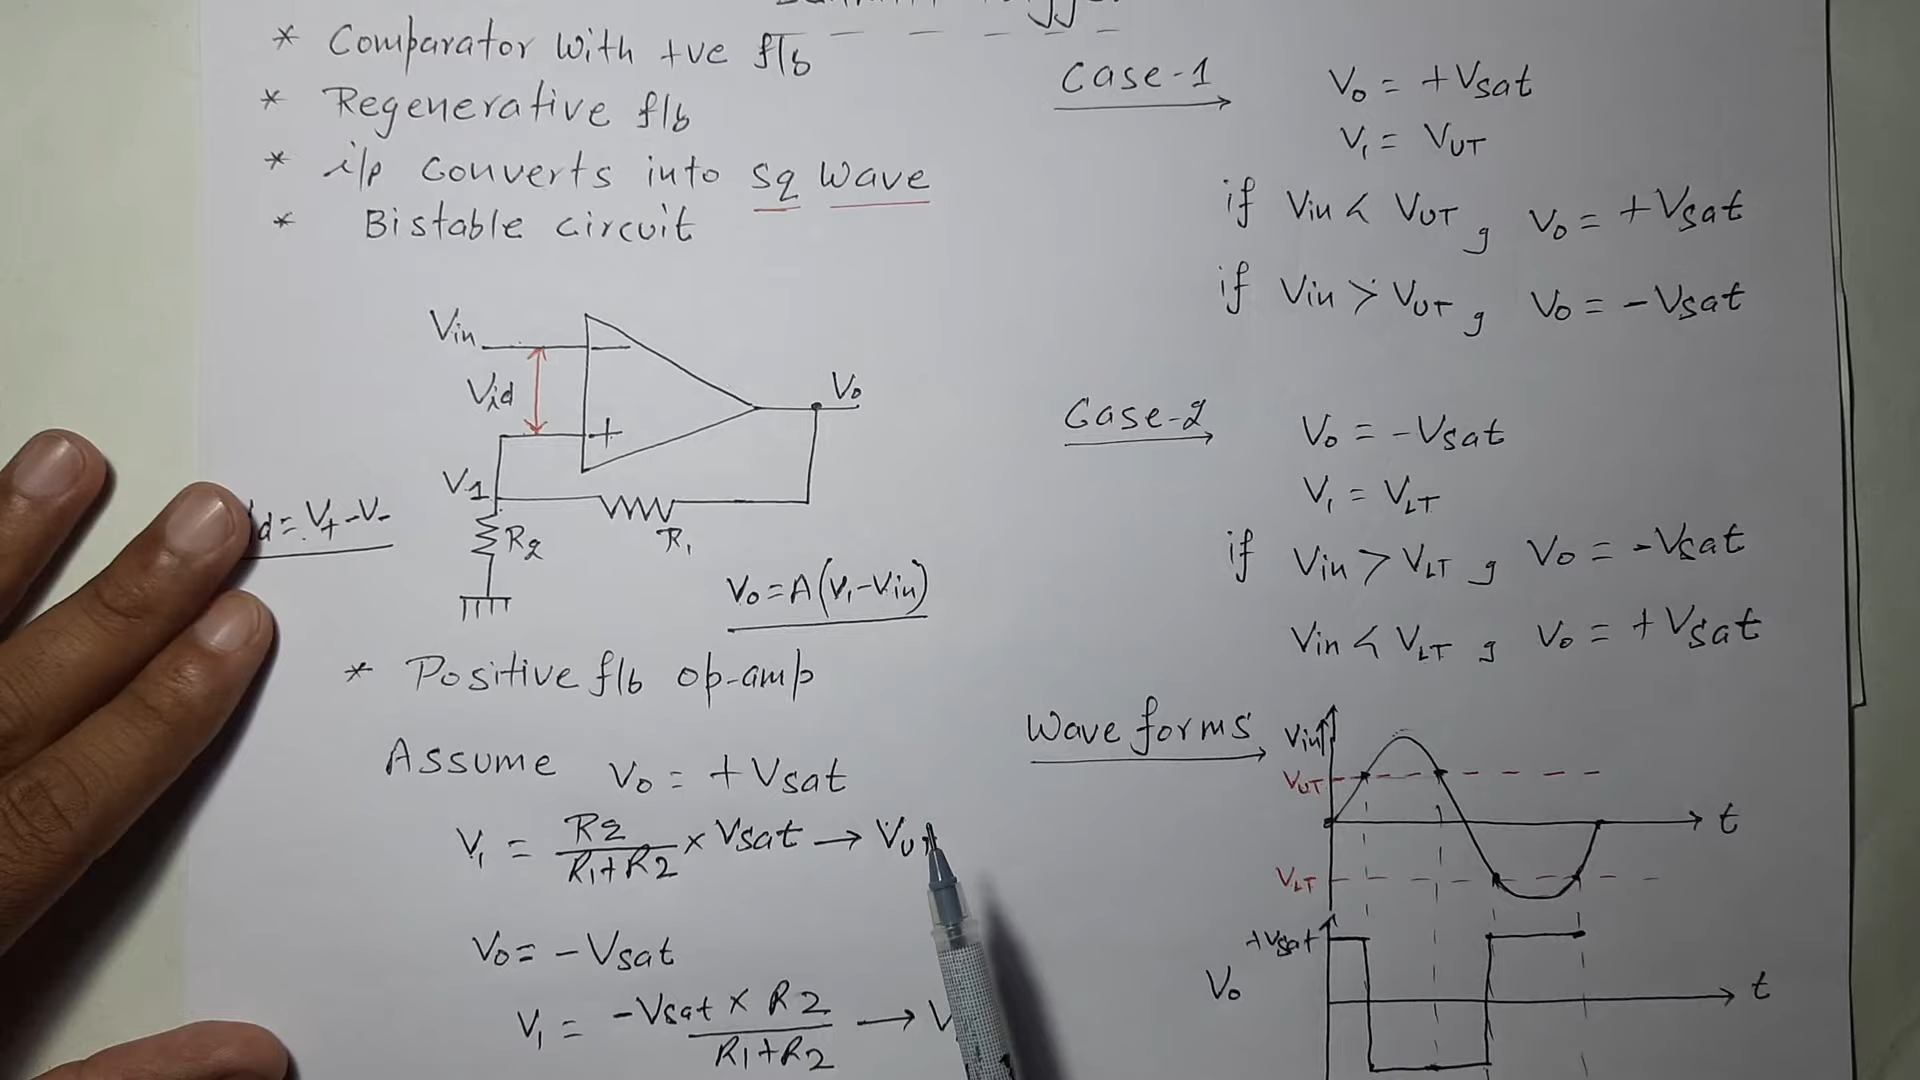 * Comparator with +ve f/b
* Regenerative f/b
* i/p converts into sq wave
* Bistable circuit
Vin
Vid
Vo
V1
d = V+ - V-
R2
R1
Vo = A(V1 - Vin)
* Positive f/b op-amp
Assume Vo = + Vsat
V1 = R2 / R1+R2 × Vsat → VUT
Vo = - Vsat
V1 = -Vsat × R2 / R1+R2 → V
Case-1
Vo = +Vsat
V1 = VUT
if Vin < VUT , Vo = +Vsat
if Vin > VUT , Vo = -Vsat
Case-2
Vo = -Vsat
V1 = VLT
if Vin > VLT , Vo = -Vsat
Vin < VLT , Vo = +Vsat
Wave forms
Vin
VUT
t
VLT
+Vsat
Vo
t